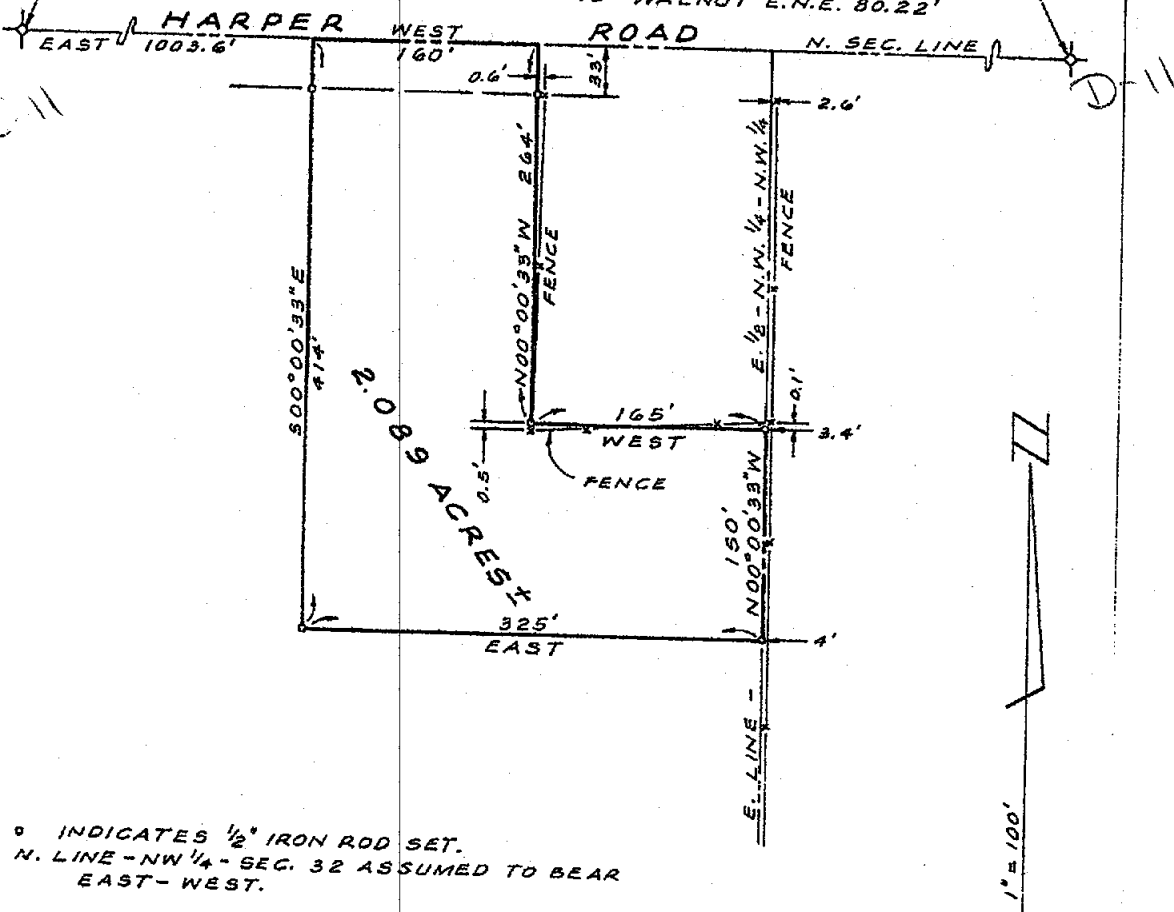 WALNUT E.N.E. 80.22'
HARPER ROAD
EAST 1003.6'
WEST
160'
N. SEC. LINE
0.6'
33'
2.6'
D-11
-11
S00°00'33"E
414'
N00°00'33"W 264'
FENCE
E. 1/2 - N.W. 1/4 - N.W. 1/4
FENCE
2.089 ACRES±
165'
WEST
0.1'
3.4'
0.5'
FENCE
150'
N00°00'33"W
325'
EAST
4'
E. LINE -
N
1" = 100'
° INDICATES 1/2" IRON ROD SET.
N. LINE - NW 1/4 - SEC. 32 ASSUMED TO BEAR
EAST - WEST.